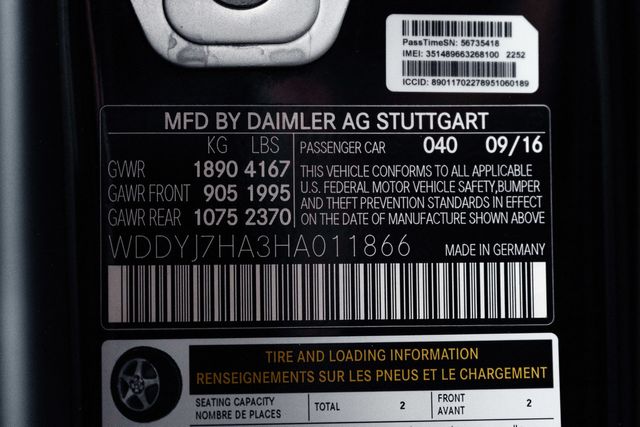 PassTimeSN: 56735418
IMEI: 351489663268100 2252
ICCID: 89011702278951060189
MFD BY DAIMLER AG STUTTGART
KG LBS
GVWR 1890 4167
GAWR FRONT 905 1995
GAWR REAR 1075 2370
PASSENGER CAR 040 09/16
THIS VEHICLE CONFORMS TO ALL APPLICABLE
U.S. FEDERAL MOTOR VEHICLE SAFETY,BUMPER
AND THEFT PREVENTION STANDARDS IN EFFECT
ON THE DATE OF MANUFACTURE SHOWN ABOVE
WDDYJ7HA3HA011866 MADE IN GERMANY
TIRE AND LOADING INFORMATION
RENSEIGNEMENTS SUR LES PNEUS ET LE CHARGEMENT
SEATING CAPACITY
NOMBRE DE PLACES
TOTAL 2
FRONT
AVANT
2